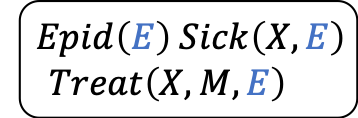 Epid(E) Sick(X, E)
Treat(X, M, E)